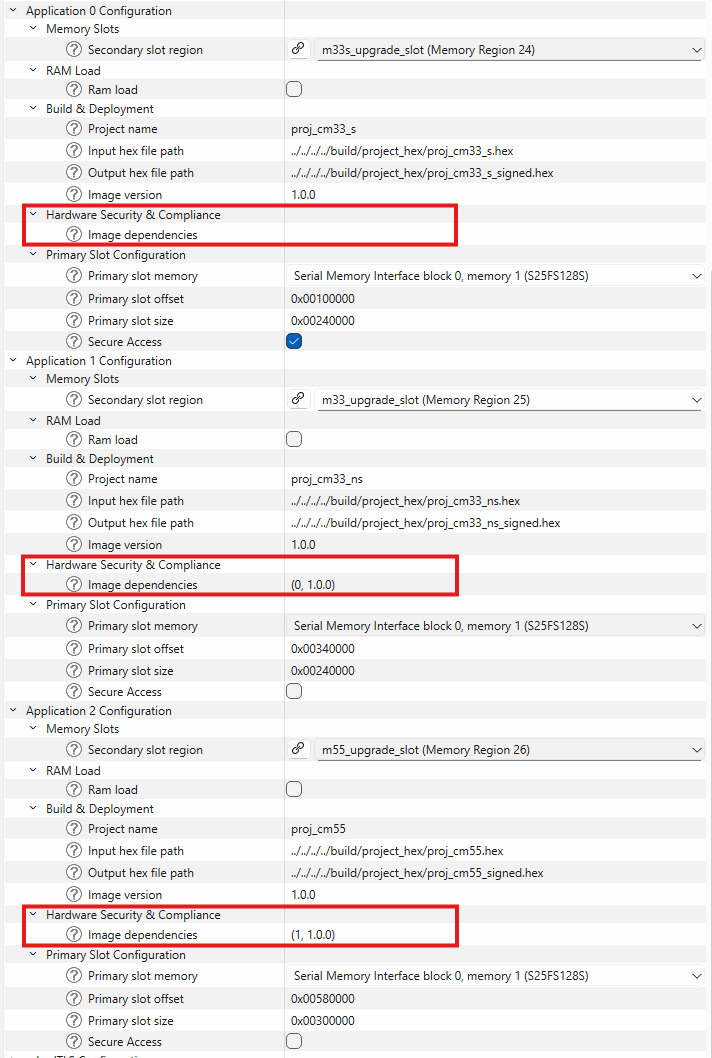 Application 0 Configuration
Memory Slots
Secondary slot region m33s_upgrade_slot (Memory Region 24)
RAM Load
Ram load
Build & Deployment
Project name proj_cm33_s
Input hex file path ../../../../build/project_hex/proj_cm33_s.hex
Output hex file path ../../../../build/project_hex/proj_cm33_s_signed.hex
Image version 1.0.0
Hardware Security & Compliance
Image dependencies
Primary Slot Configuration
Primary slot memory Serial Memory Interface block 0, memory 1 (S25FS128S)
Primary slot offset 0x00100000
Primary slot size 0x00240000
Secure Access
Application 1 Configuration
Memory Slots
Secondary slot region m33_upgrade_slot (Memory Region 25)
RAM Load
Ram load
Build & Deployment
Project name proj_cm33_ns
Input hex file path ../../../../build/project_hex/proj_cm33_ns.hex
Output hex file path ../../../../build/project_hex/proj_cm33_ns_signed.hex
Image version 1.0.0
Hardware Security & Compliance
Image dependencies (0, 1.0.0)
Primary Slot Configuration
Primary slot memory Serial Memory Interface block 0, memory 1 (S25FS128S)
Primary slot offset 0x00340000
Primary slot size 0x00240000
Secure Access
Application 2 Configuration
Memory Slots
Secondary slot region m55_upgrade_slot (Memory Region 26)
RAM Load
Ram load
Build & Deployment
Project name proj_cm55
Input hex file path ../../../../build/project_hex/proj_cm55.hex
Output hex file path ../../../../build/project_hex/proj_cm55_signed.hex
Image version 1.0.0
Hardware Security & Compliance
Image dependencies (1, 1.0.0)
Primary Slot Configuration
Primary slot memory Serial Memory Interface block 0, memory 1 (S25FS128S)
Primary slot offset 0x00580000
Primary slot size 0x00300000
Secure Access